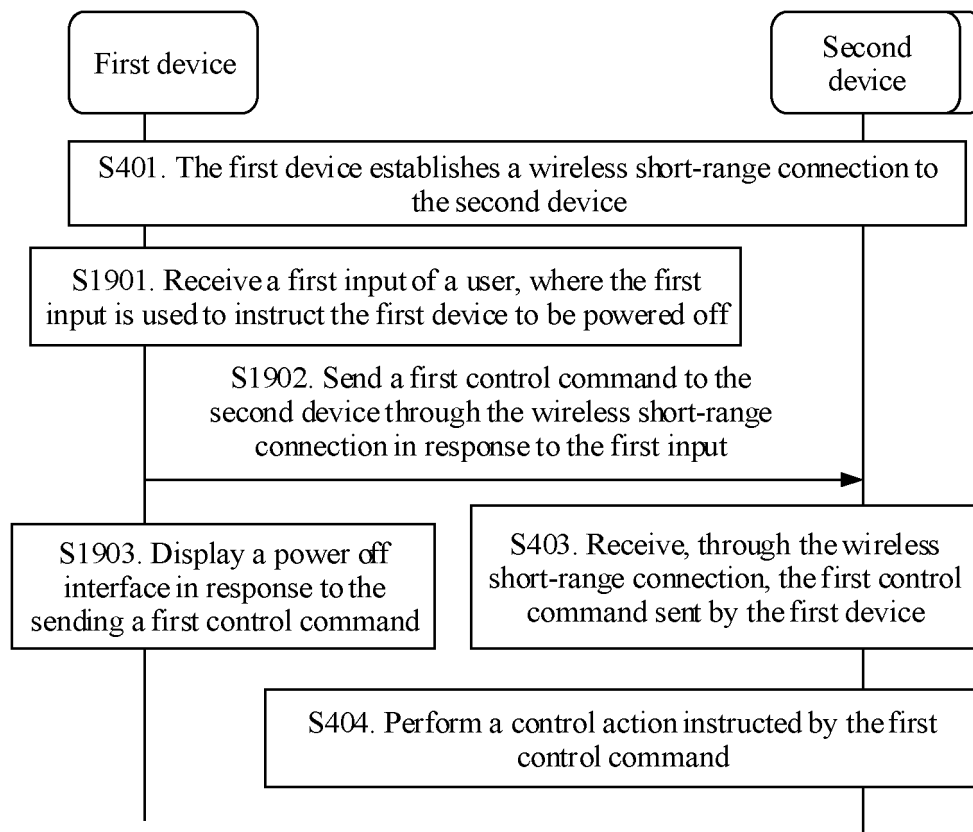 First device
Second
device
S401. The first device establishes a wireless short-range connection to
the second device
S1901. Receive a first input of a user, where the first
input is used to instruct the first device to be powered off
S1902. Send a first control command to the
second device through the wireless short-range
connection in response to the first input
S1903. Display a power off
interface in response to the
sending a first control command
S403. Receive, through the wireless
short-range connection, the first control
command sent by the first device
S404. Perform a control action instructed by the first
control command